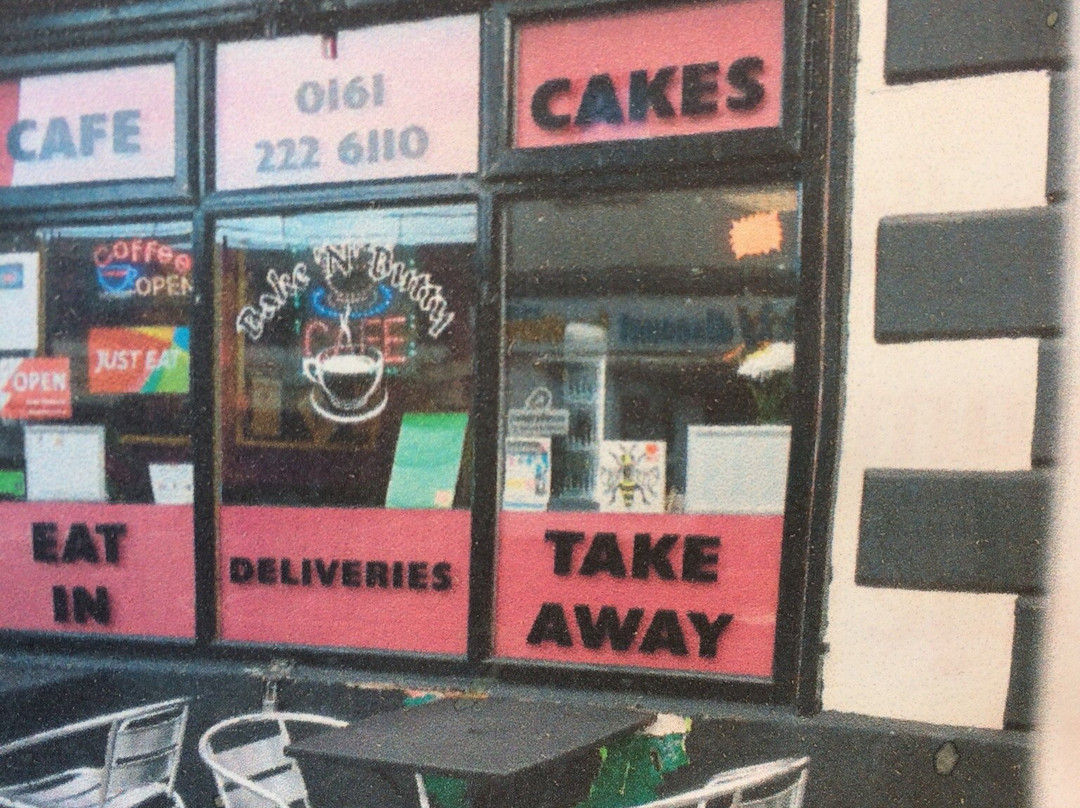 CAFE
0161
222 6110
CAKES
Coffee
OPEN
Bake 'N' Butty
CAFE
JUST EAT
OPEN
EAT
IN
DELIVERIES
TAKE
AWAY